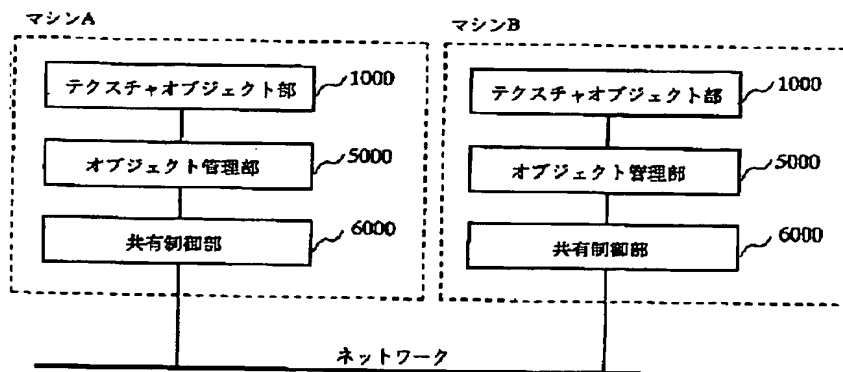 マシンA
テクスチャオブジェクト部
1000
オブジェクト管理部
5000
共有制御部
6000
マシンB
テクスチャオブジェクト部
1000
オブジェクト管理部
5000
共有制御部
6000
ネットワーク